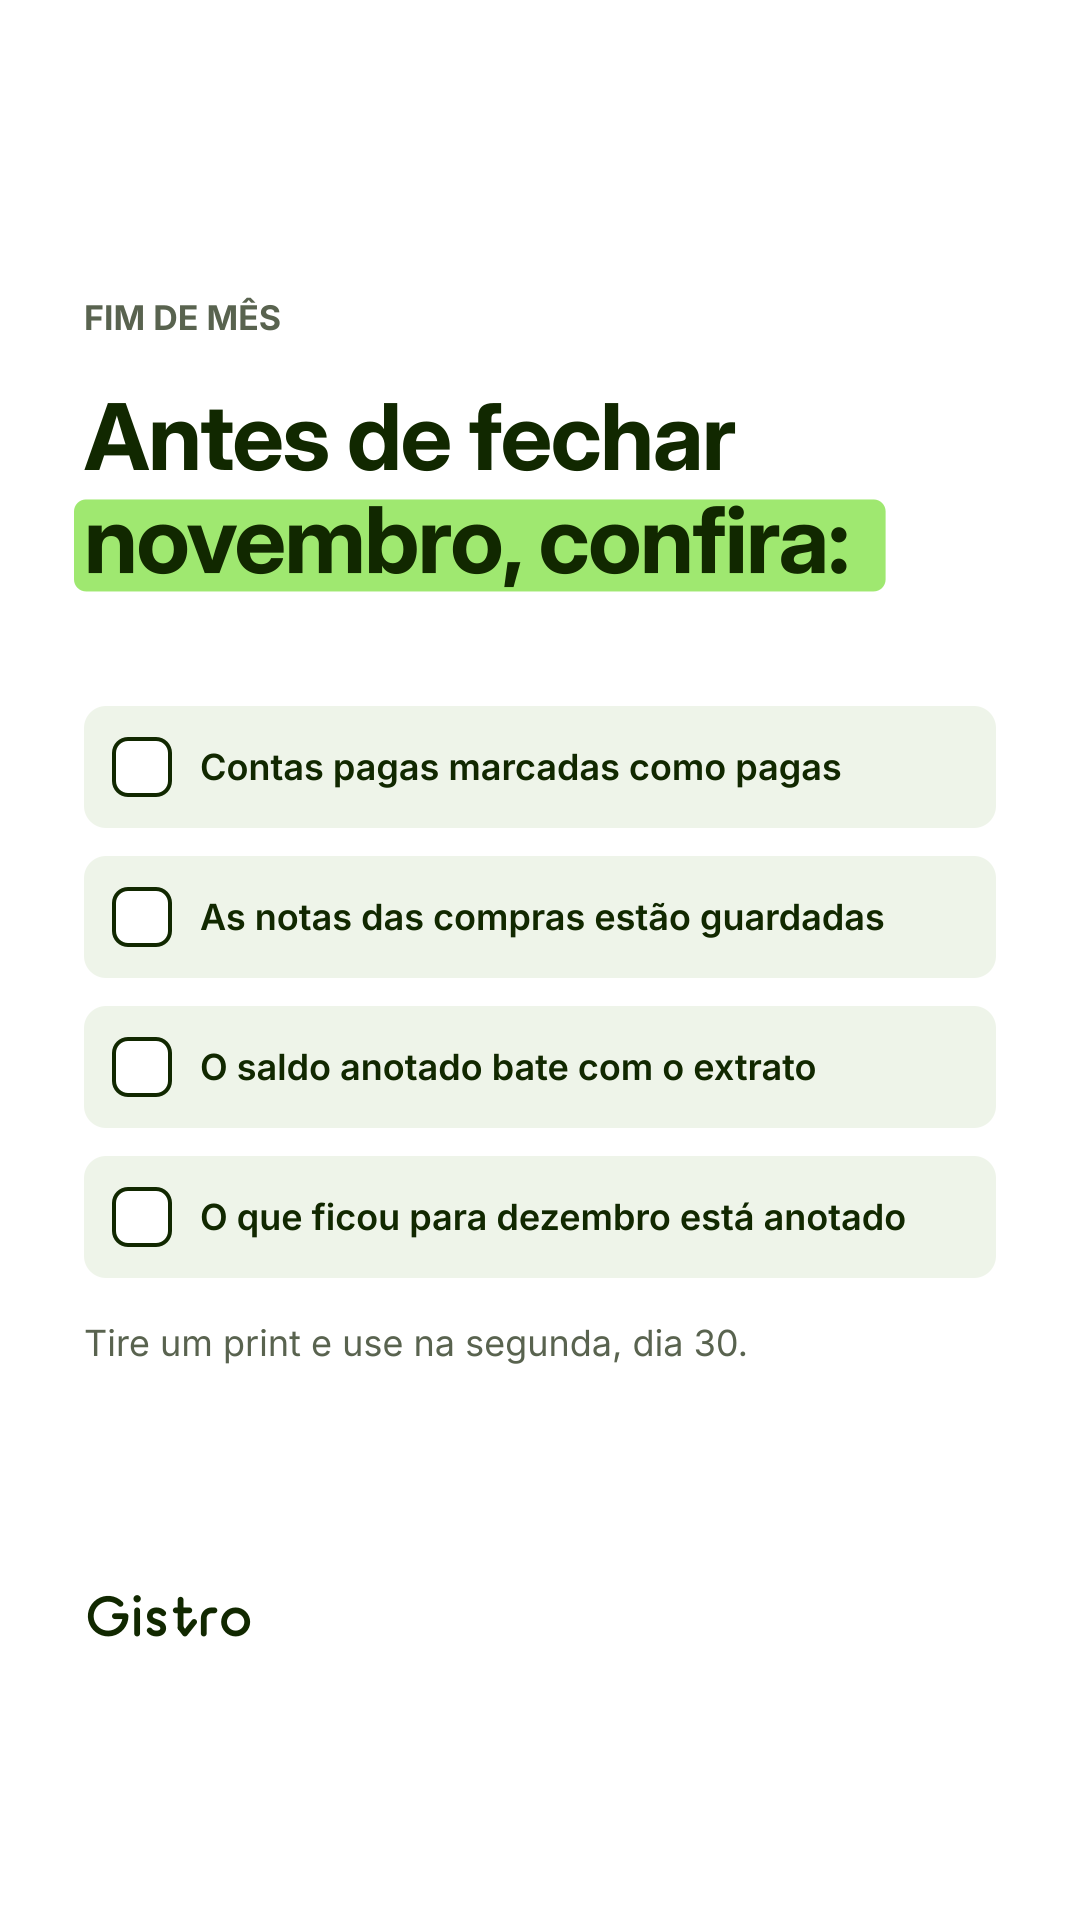 FIM DE MÊS
Antes de fechar
novembro, confira:
Contas pagas marcadas como pagas
As notas das compras estão guardadas
O saldo anotado bate com o extrato
O que ficou para dezembro está anotado
Tire um print e use na segunda, dia 30.
Gistro